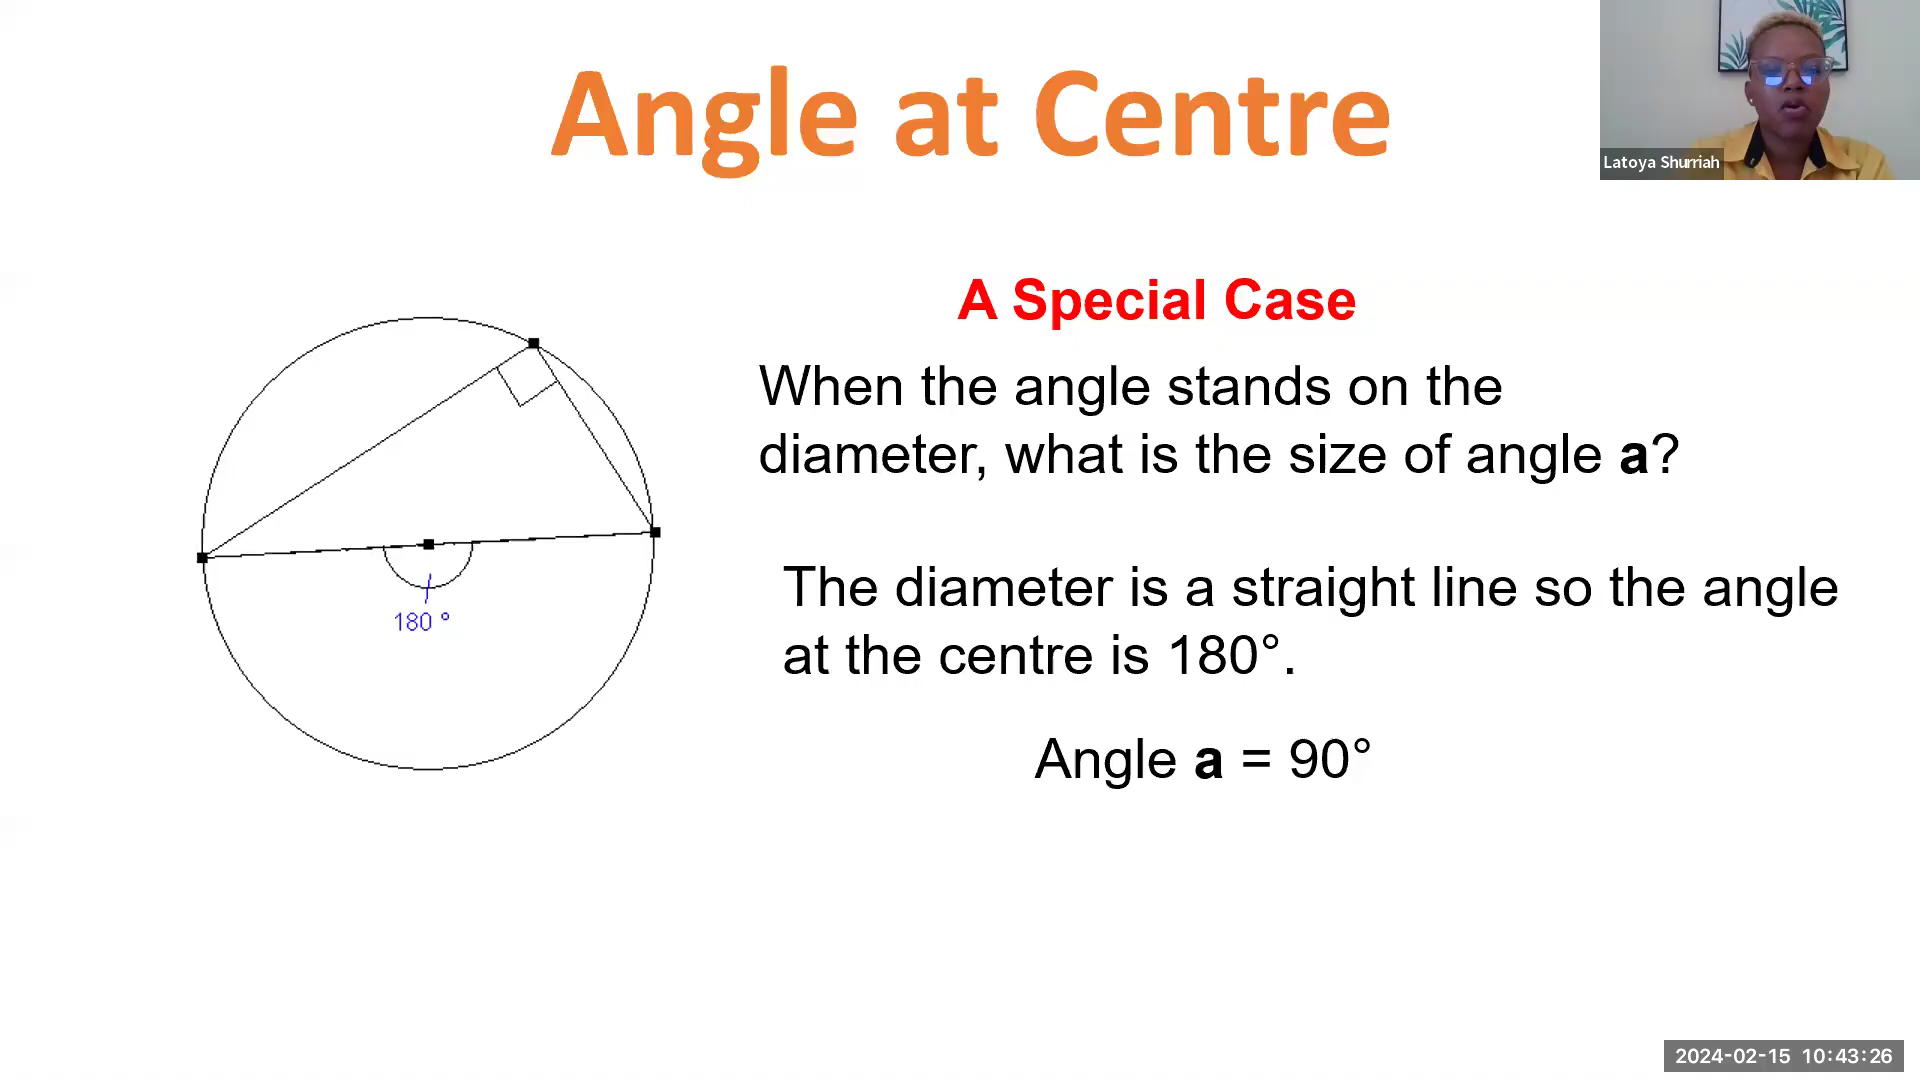 Angle at Centre
Latoya Shurriah
A Special Case
When the angle stands on the
diameter, what is the size of angle a?
180 °
The diameter is a straight line so the angle
at the centre is 180°.
Angle a = 90°
2024-02-15 10:43:26